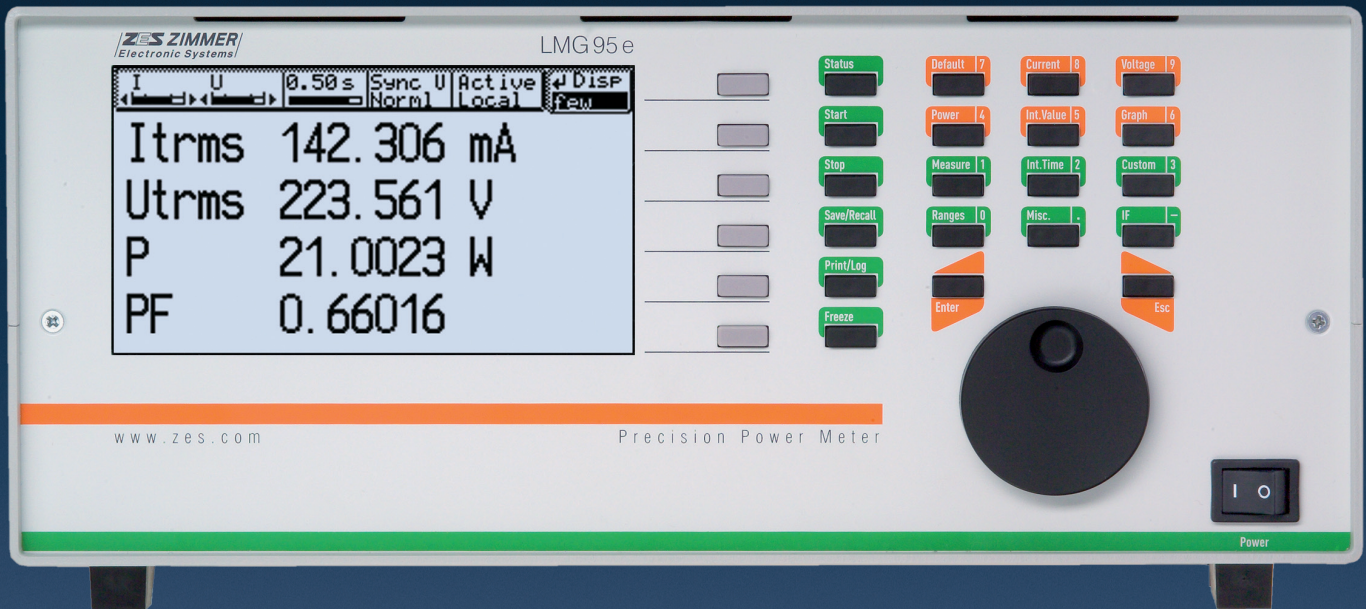 ZES ZIMMER
Electronic Systems
LMG 95 e
I U 0.50 s Sync U Active ↲ Disp
Norml Local few
Itrms 142.306 mA
Utrms 223.561 V
P 21.0023 W
PF 0.66016
Status
Default 7
Current 8
Voltage 9
Start
Power 4
Int.Value 5
Graph 6
Stop
Measure 1
Int.Time 2
Custom 3
Save/Recall
Ranges 0
Misc. .
IF –
Print/Log
Enter
Esc
Freeze
www.zes.com
Precision Power Meter
I O
Power